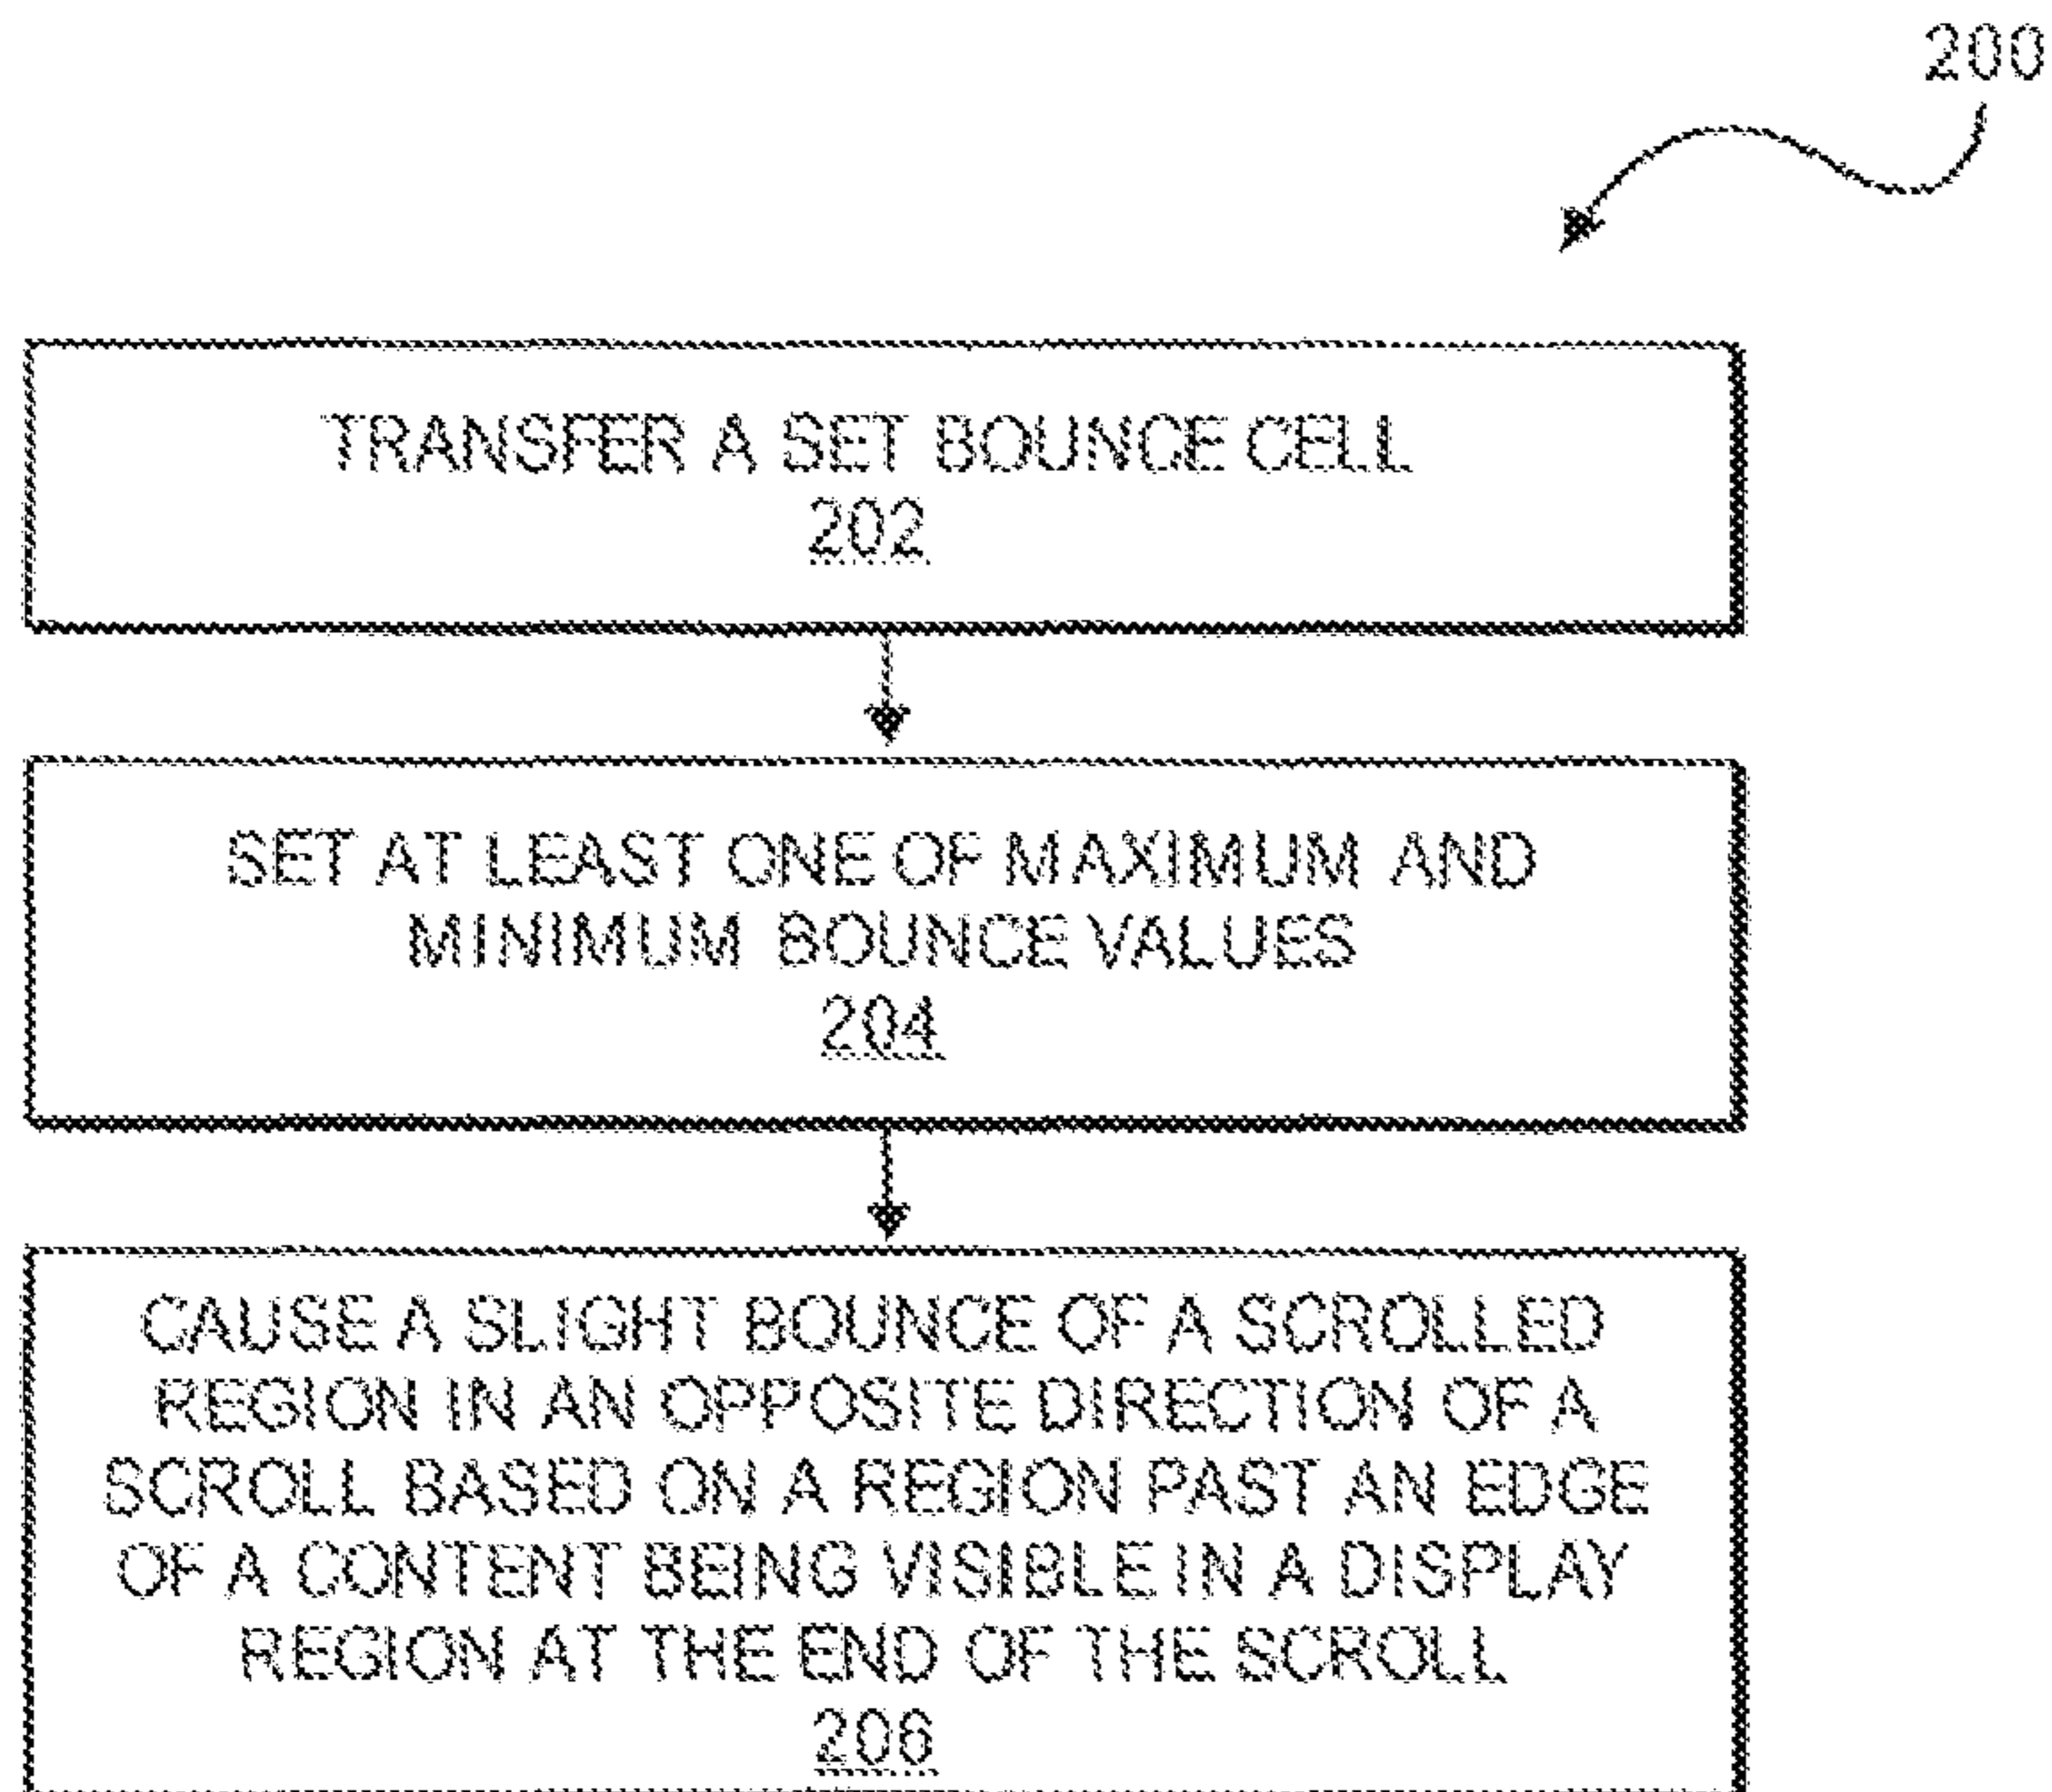 200
TRANSFER A SET BOUNCE CELL
202
SET AT LEAST ONE OF MAXIMUM AND
MINIMUM BOUNCE VALUES
204
CAUSE A SLIGHT BOUNCE OF A SCROLLED
REGION IN AN OPPOSITE DIRECTION OF A
SCROLL BASED ON A REGION PAST AN EDGE
OF A CONTENT BEING VISIBLE IN A DISPLAY
REGION AT THE END OF THE SCROLL
206